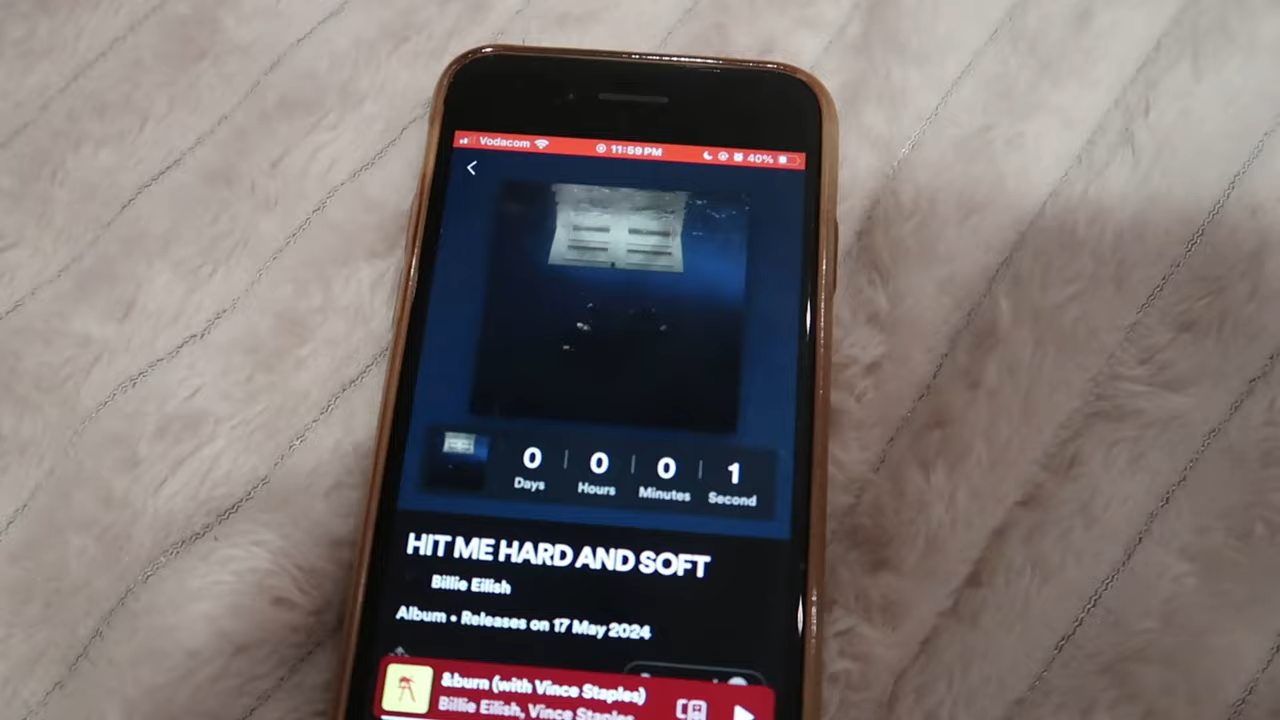 Vodacom 11:59 PM 40%
0 0 0 1
Days Hours Minutes Second
HIT ME HARD AND SOFT
Billie Eilish
Album • Releases on 17 May 2024
&burn (with Vince Staples)
Billie Eilish, Vince Staples